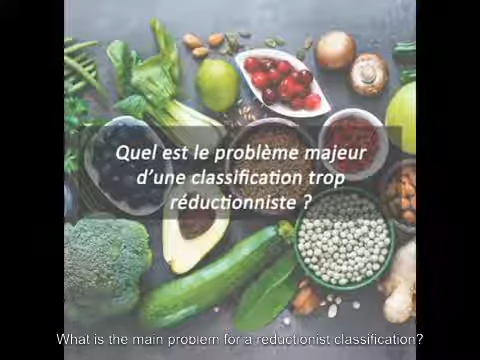 Quel est le problème majeur
d’une classification trop
réductionniste ?
What is the main problem for a reductionist classification?